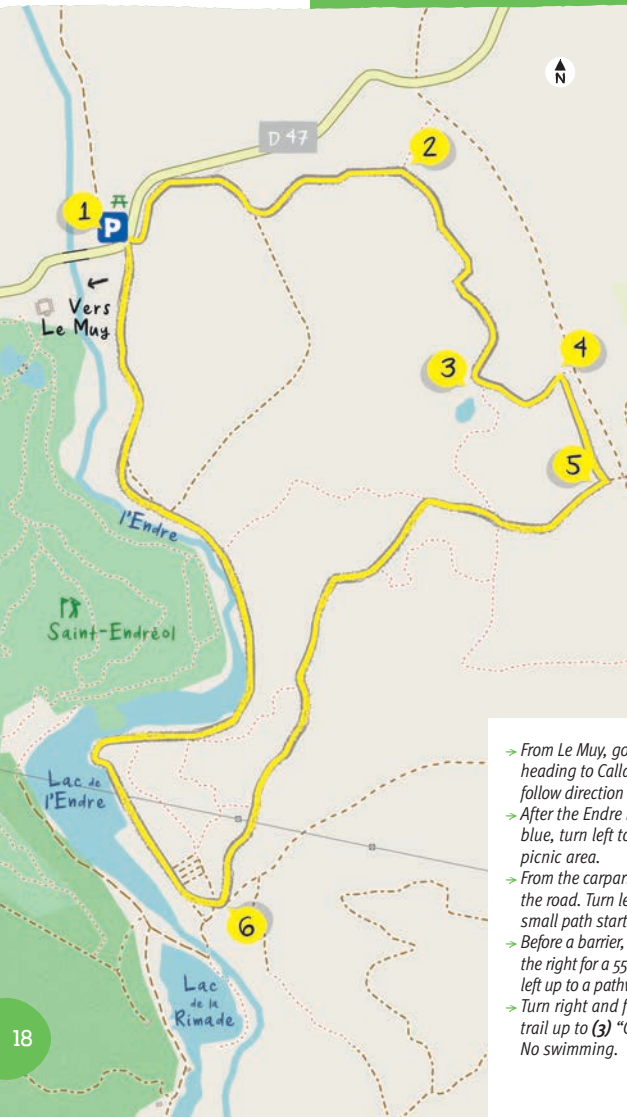 N
D 47
2
1
P
Vers
Le Muy
3
4
5
l'Endre
Saint-Endréol
Lac de
l'Endre
6
Lac
de la
Rimade
18
→ From Le Muy, go
heading to Calla
follow direction
→ After the Endre
blue, turn left to
picnic area.
→ From the carpar
the road. Turn le
small path start
→ Before a barrier,
the right for a 55
left up to a path
→ Turn right and f
trail up to (3) “
No swimming.